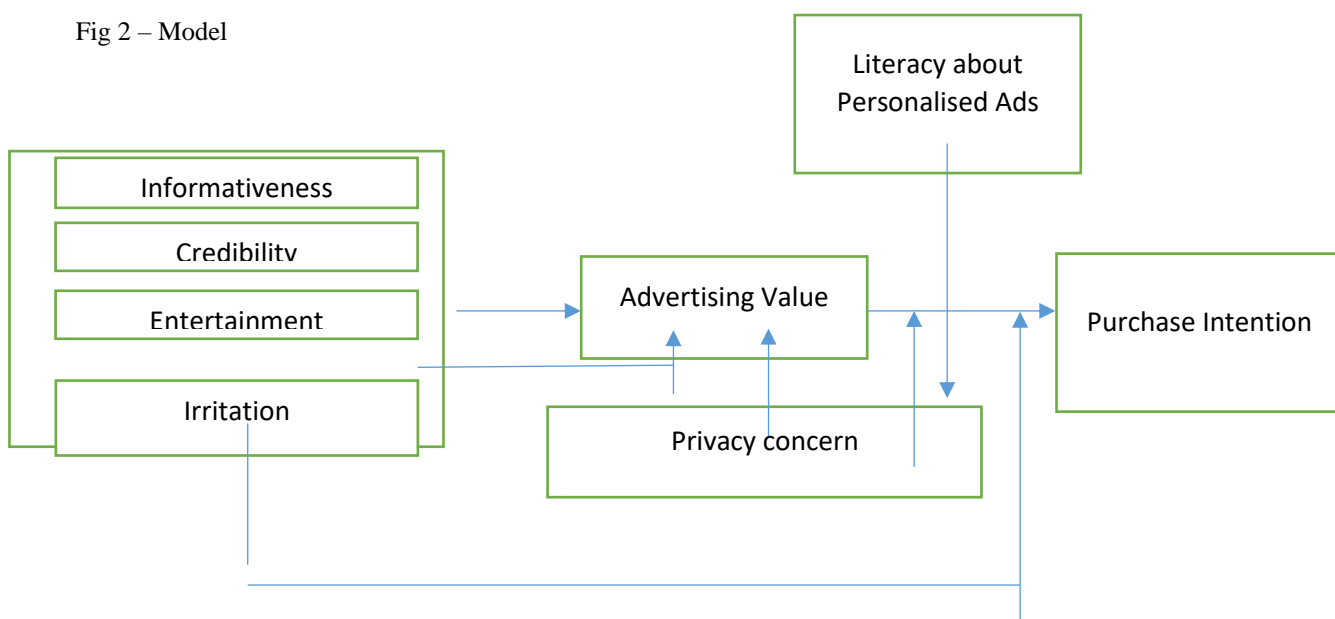 Fig 2 – Model
Literacy about
Personalised Ads
Informativeness
Credibility
Entertainment
Irritation
Advertising Value
Purchase Intention
Privacy concern